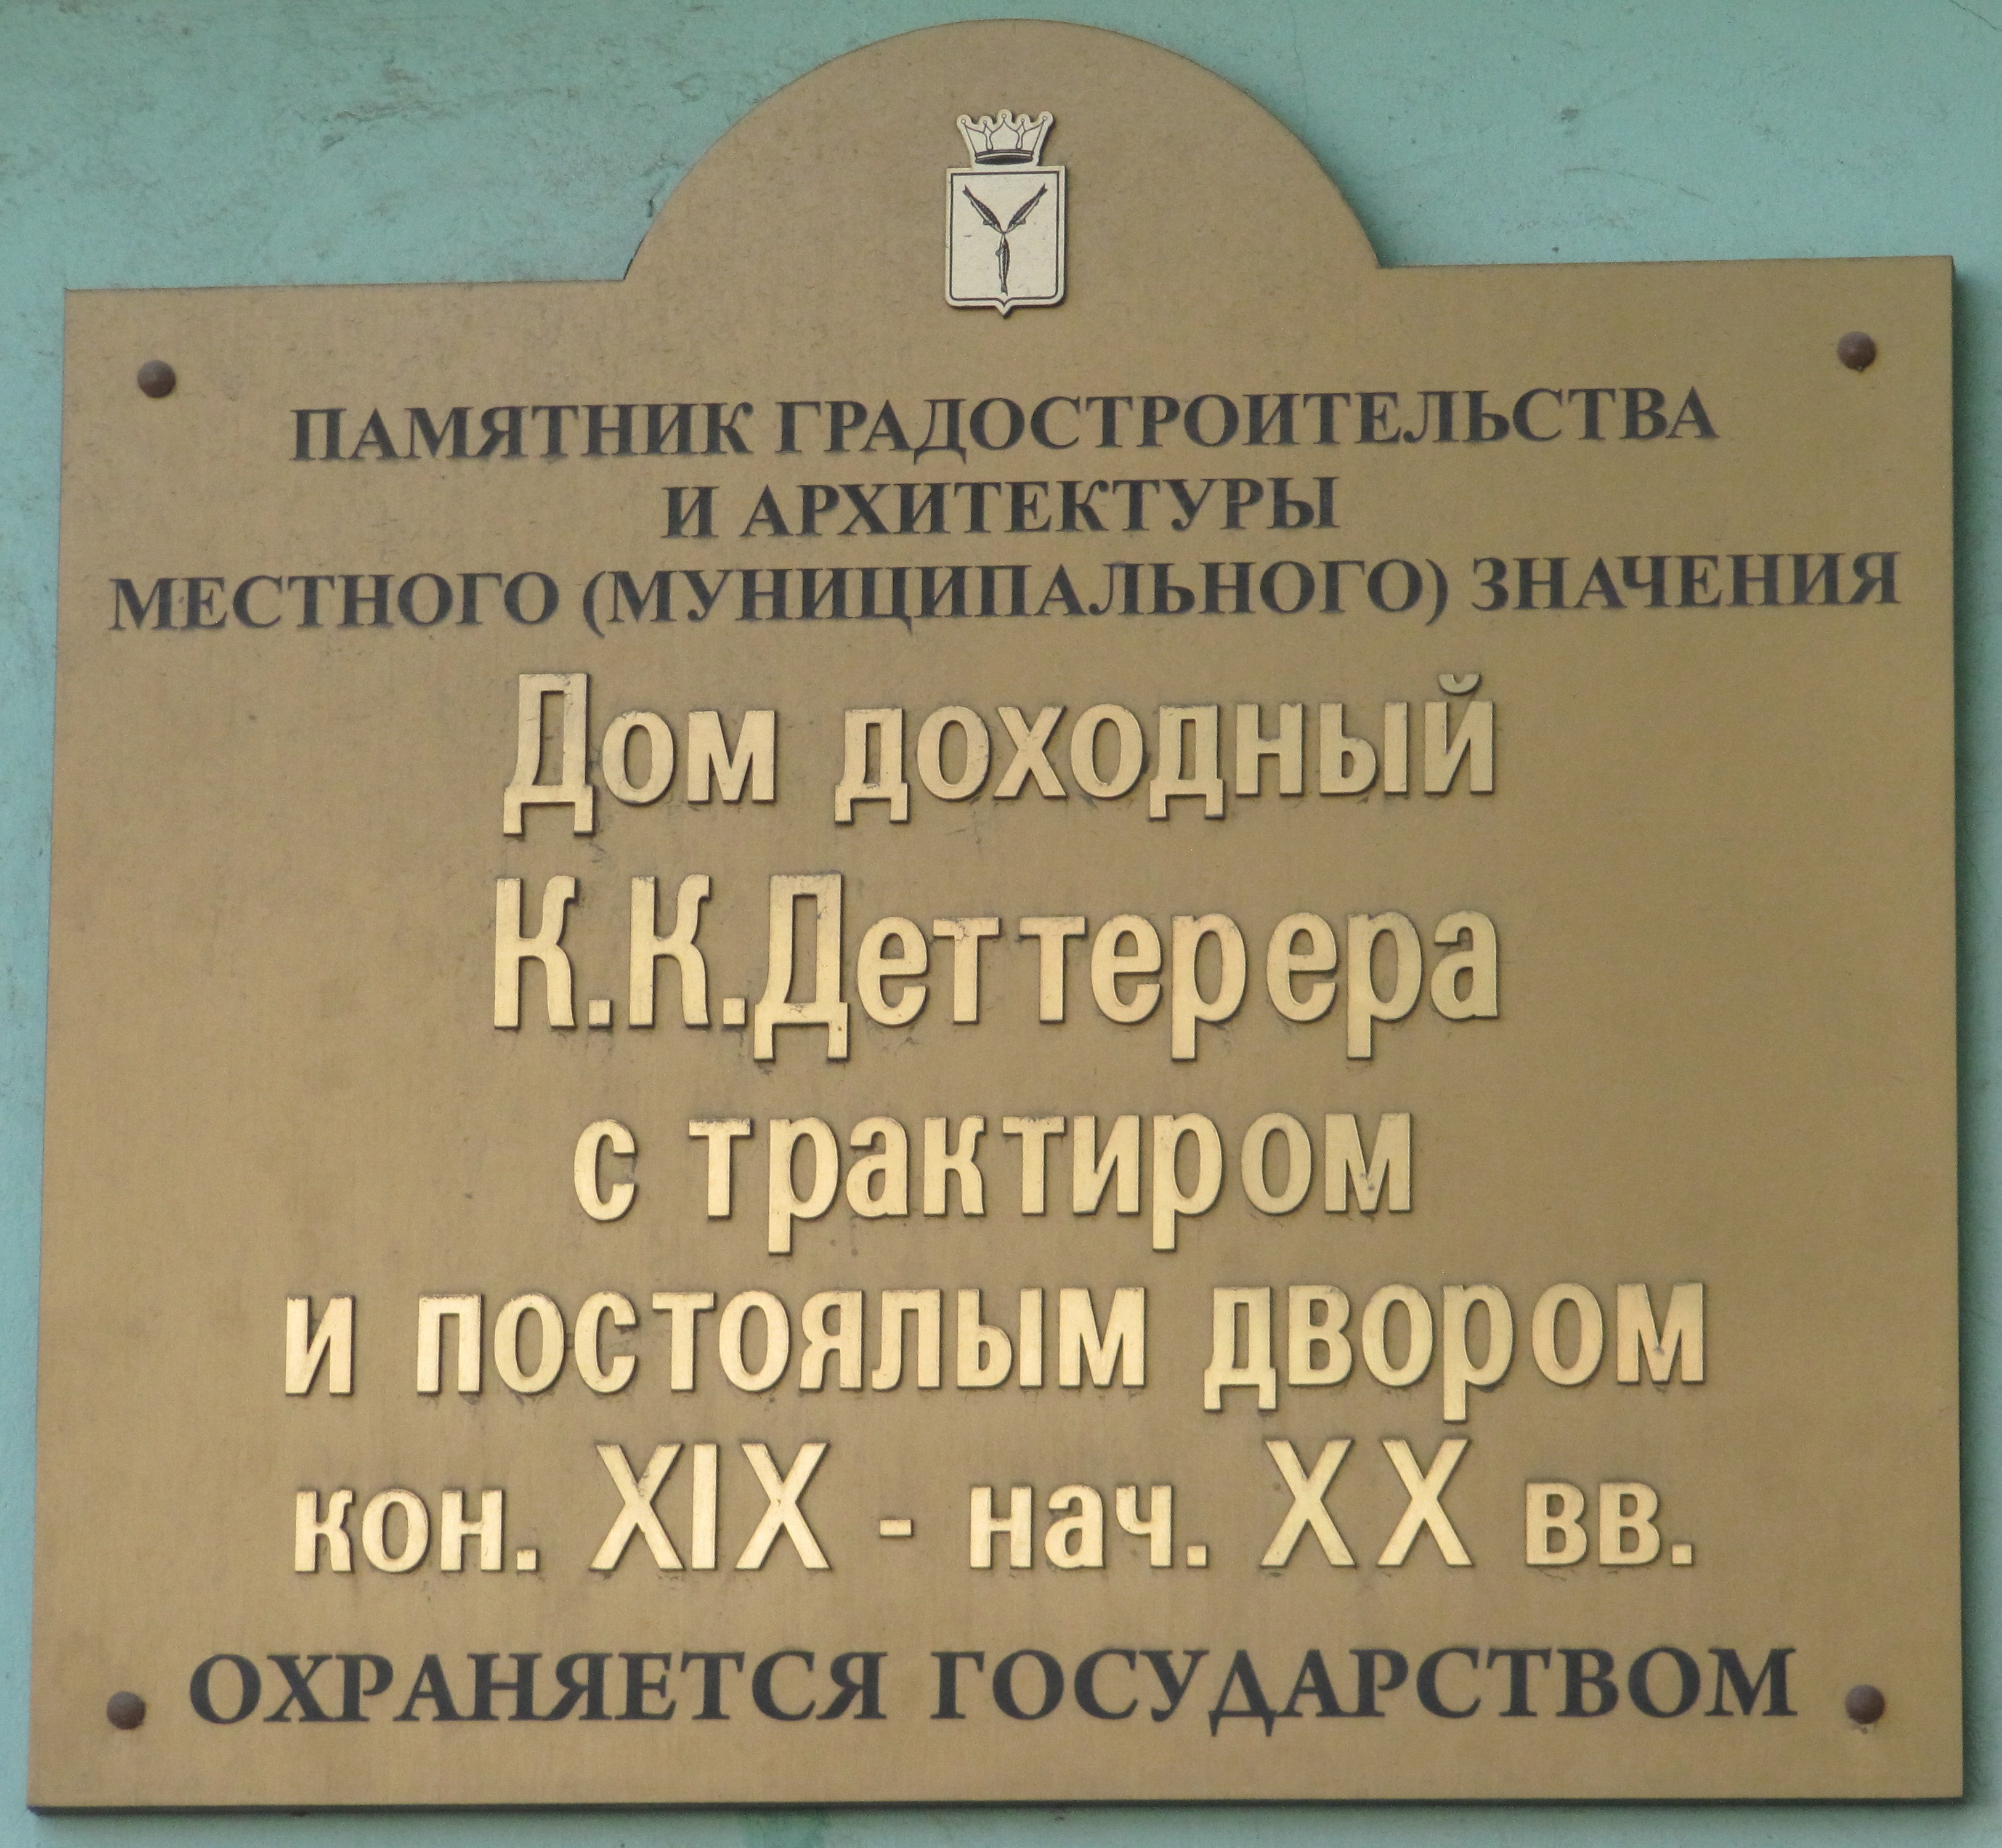 ПАМЯТНИК ГРАДОСТРОИТЕЛЬСТВА
И АРХИТЕКТУРЫ
МЕСТНОГО (МУНИЦИПАЛЬНОГО) ЗНАЧЕНИЯ
Дом доходный
К.К.Деттерера
с трактиром
и постоялым двором
кон. XIX - нач. XX вв.
ОХРАНЯЕТСЯ ГОСУДАРСТВОМ